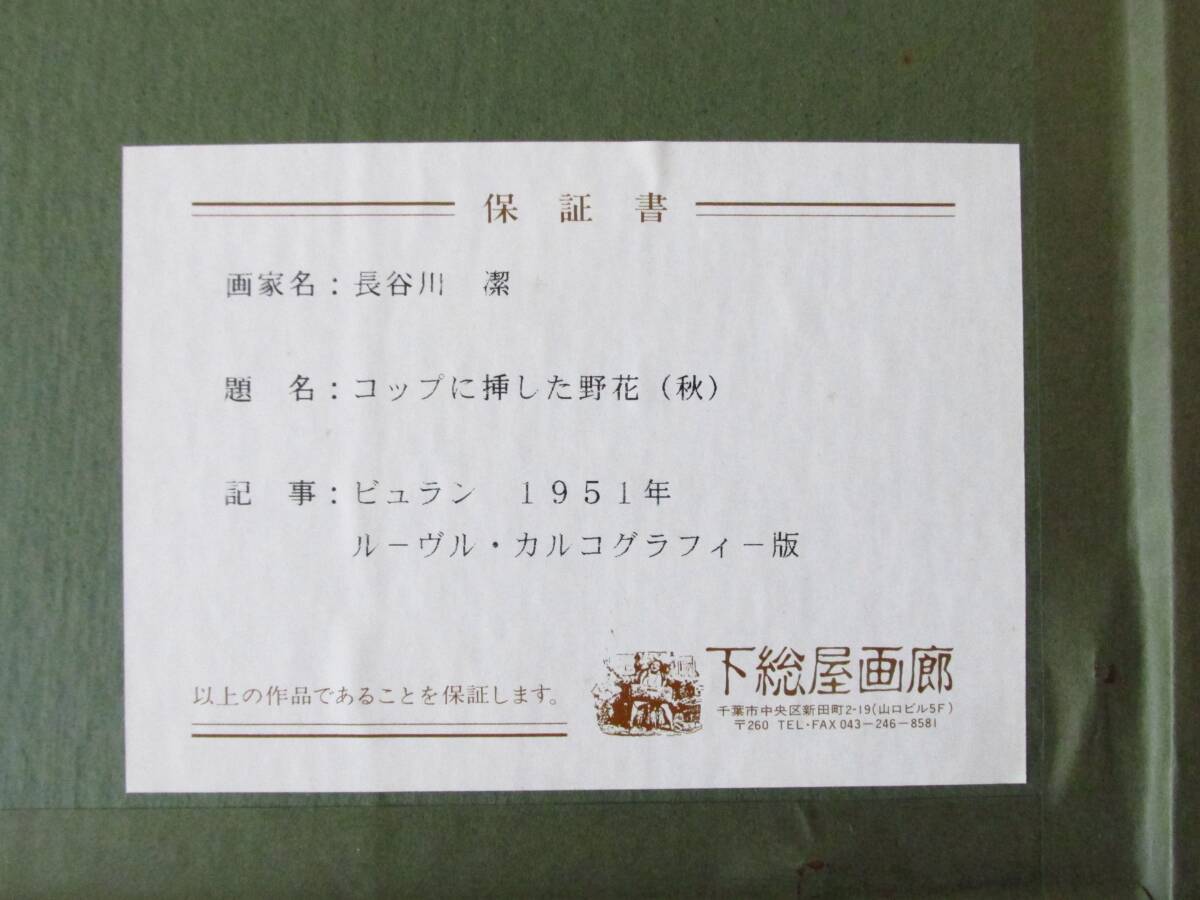 保証書
画家名：長谷川　潔
題　名：コップに挿した野花（秋）
記　事：ビュラン　１９５１年
ルーヴル・カルコグラフィー版
以上の作品であることを保証します。
下総屋画廊
千葉市中央区新田町2-19(山口ビル5F)
〒260 TEL・FAX 043－246－8581